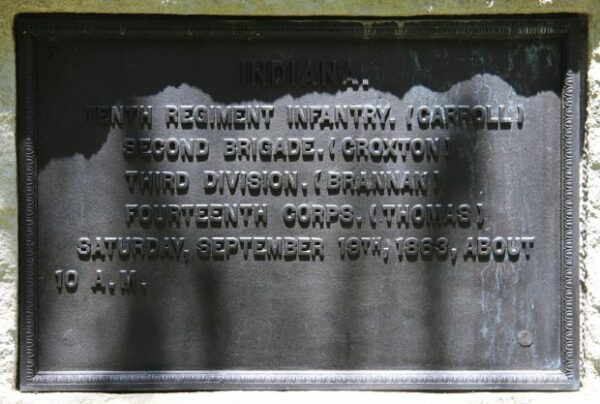 INDIANA.
TENTH REGIMENT INFANTRY. (CARROLL)
SECOND BRIGADE. (CROXTON)
THIRD DIVISION. (BRANNAN)
FOURTEENTH CORPS. (THOMAS)
SATURDAY, SEPTEMBER 19TH, 1863, ABOUT
10 A.M.